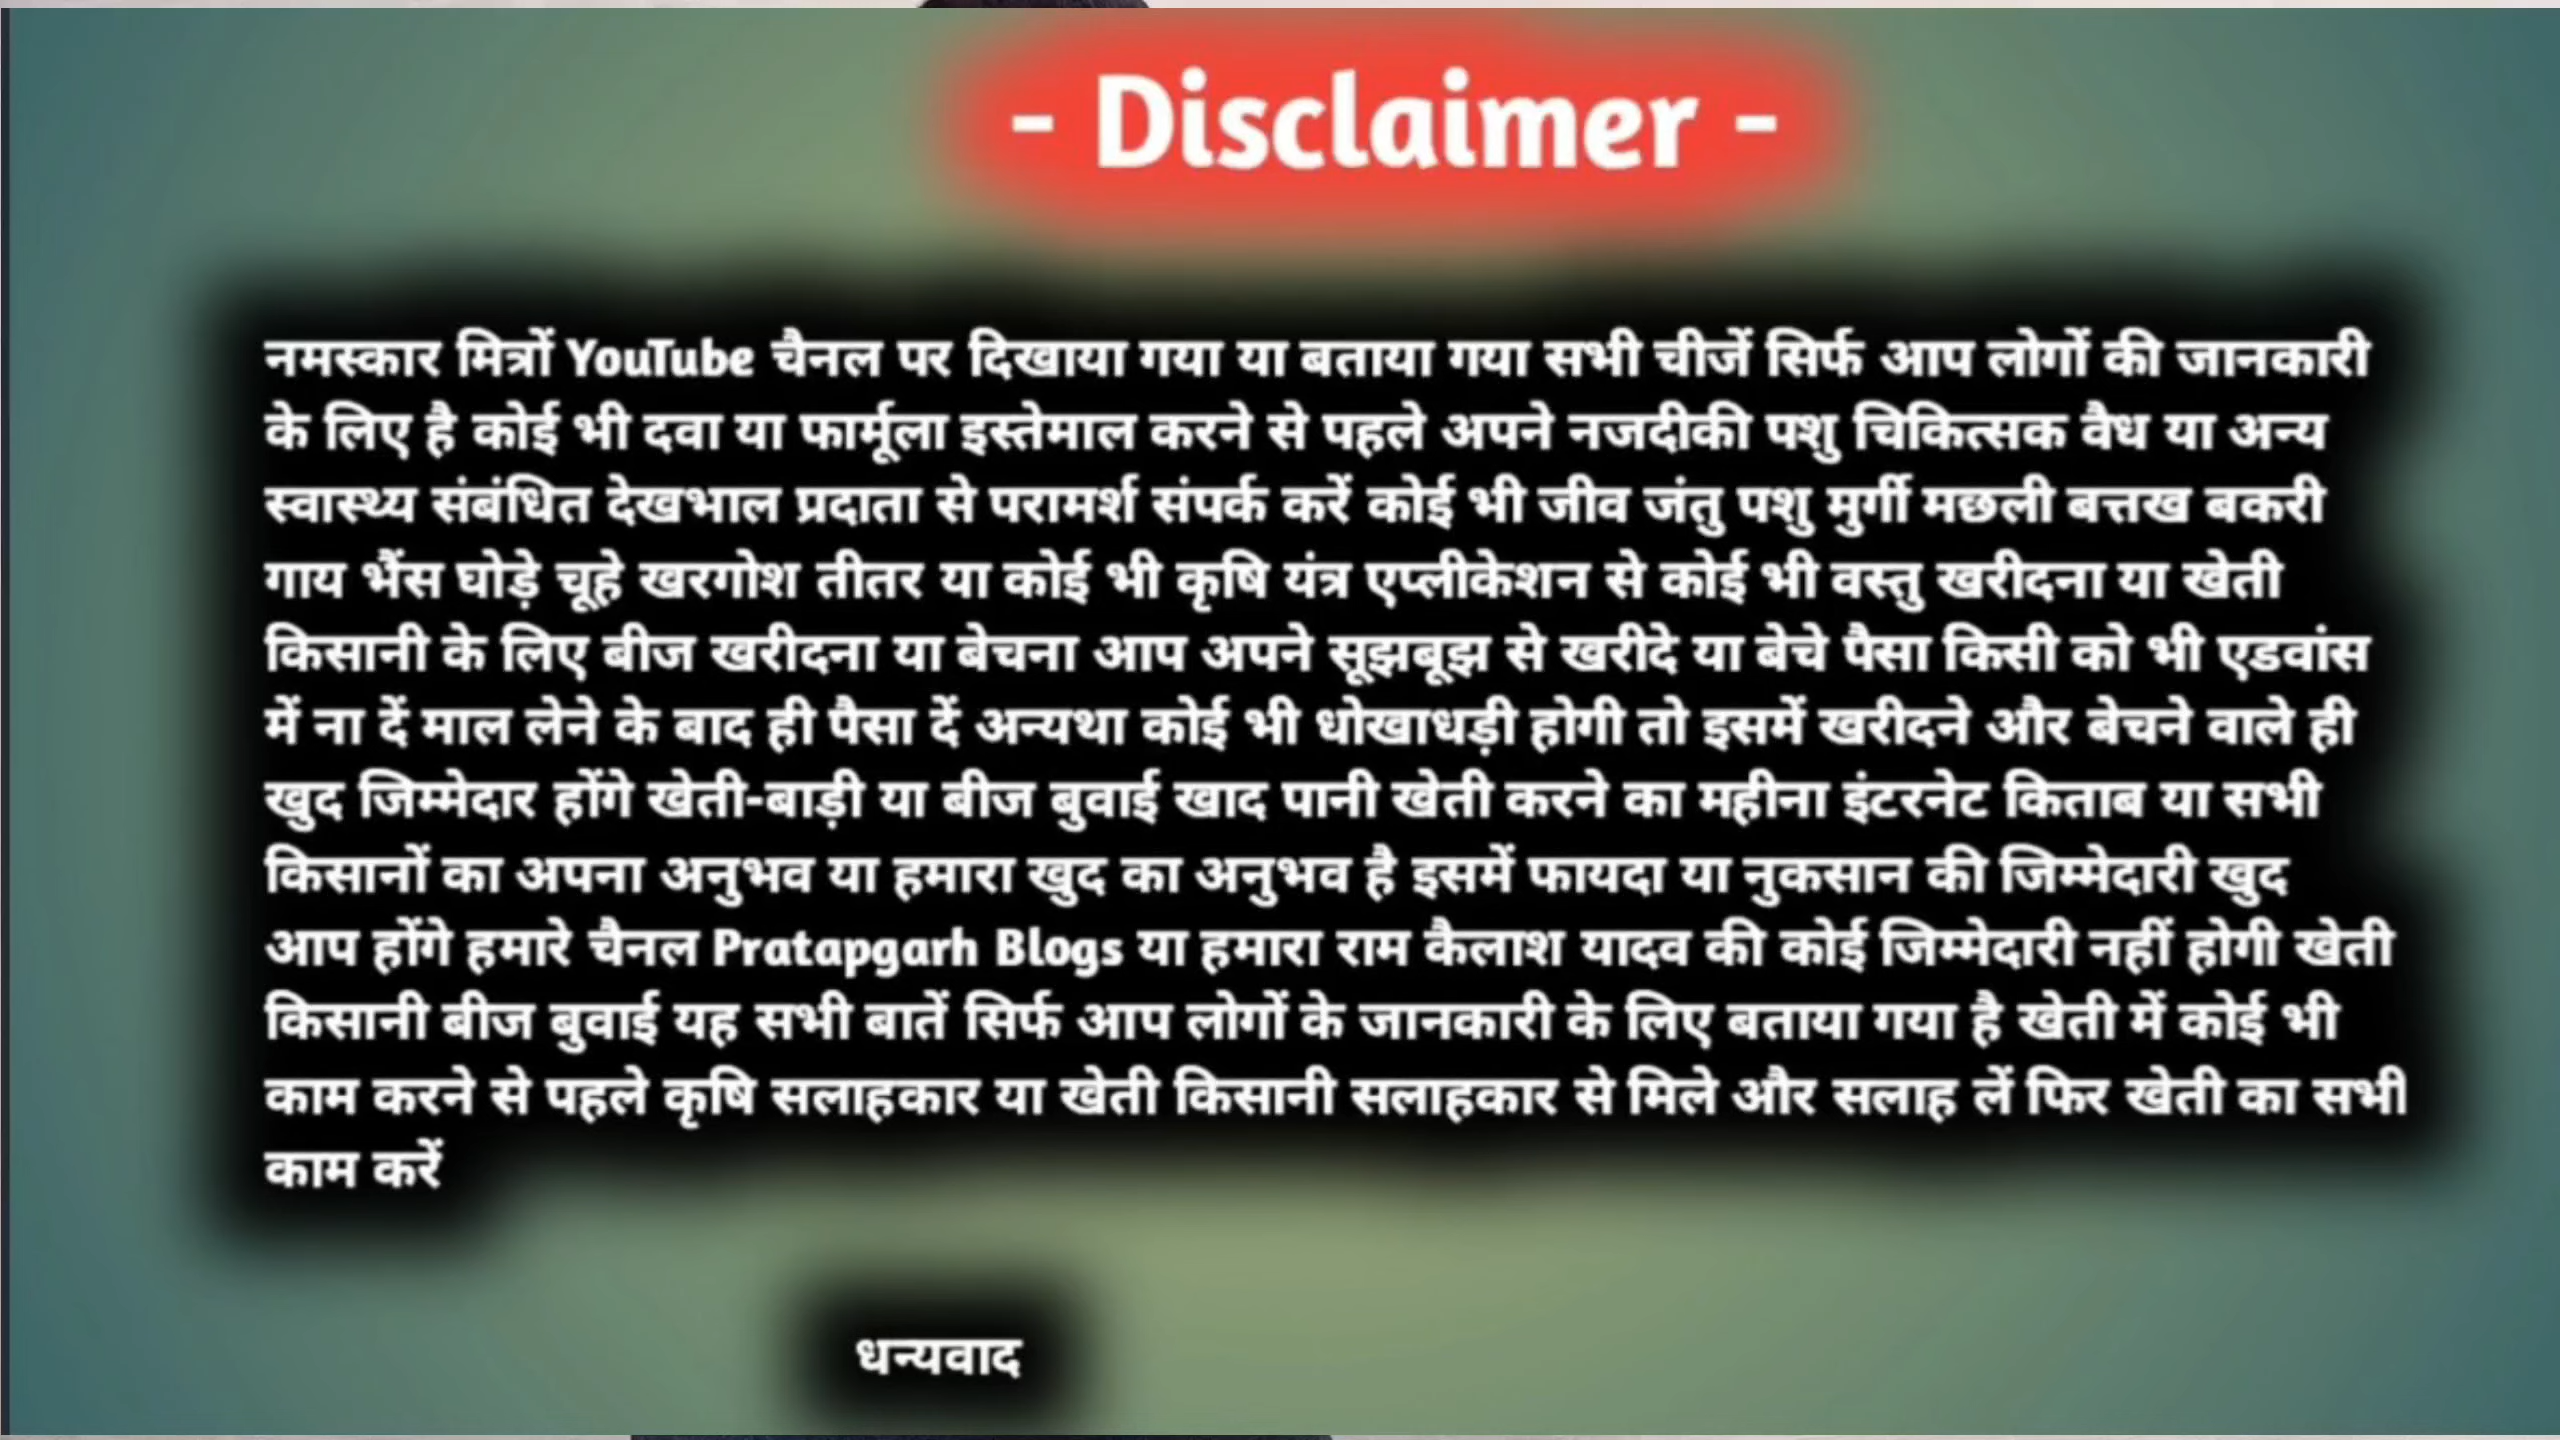 - Disclaimer -
नमस्कार मित्रों YouTube चैनल पर दिखाया गया या बताया गया सभी चीजें सिर्फ आप लोगों की जानकारी
के लिए है कोई भी दवा या फार्मूला इस्तेमाल करने से पहले अपने नजदीकी पशु चिकित्सक वैध या अन्य
स्वास्थ्य संबंधित देखभाल प्रदाता से परामर्श संपर्क करें कोई भी जीव जंतु पशु मुर्गी मछली बत्तख बकरी
गाय भैंस घोड़े चूहे खरगोश तीतर या कोई भी कृषि यंत्र एप्लीकेशन से कोई भी वस्तु खरीदना या खेती
किसानी के लिए बीज खरीदना या बेचना आप अपने सूझबूझ से खरीदे या बेचे पैसा किसी को भी एडवांस
में ना दें माल लेने के बाद ही पैसा दें अन्यथा कोई भी धोखाधड़ी होगी तो इसमें खरीदने और बेचने वाले ही
खुद जिम्मेदार होंगे खेती-बाड़ी या बीज बुवाई खाद पानी खेती करने का महीना इंटरनेट किताब या सभी
किसानों का अपना अनुभव या हमारा खुद का अनुभव है इसमें फायदा या नुकसान की जिम्मेदारी खुद
आप होंगे हमारे चैनल Pratapgarh Blogs या हमारा राम कैलाश यादव की कोई जिम्मेदारी नहीं होगी खेती
किसानी बीज बुवाई यह सभी बातें सिर्फ आप लोगों के जानकारी के लिए बताया गया है खेती में कोई भी
काम करने से पहले कृषि सलाहकार या खेती किसानी सलाहकार से मिले और सलाह लें फिर खेती का सभी
काम करें
धन्यवाद